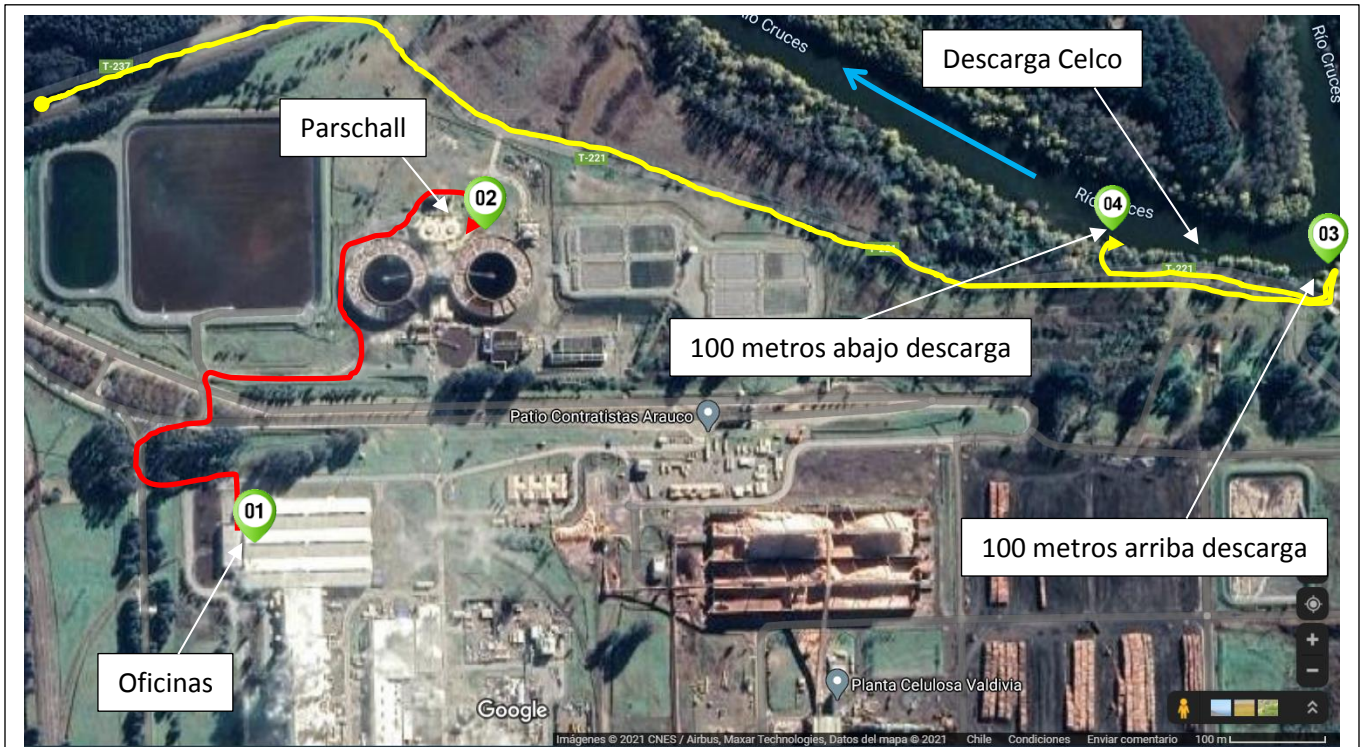 Río Cruces
Río Cruces
Descarga Celco
T-237
Parschall
T-221
02
04
Río Cruces
03
T-221
T-221
100 metros abajo descarga
Patio Contratistas Arauco
01
100 metros arriba descarga
Oficinas
Planta Celulosa Valdivia
Google
Imágenes © 2021 CNES / Airbus, Maxar Technologies, Datos del mapa © 2021 Chile Condiciones Enviar comentario 100 m